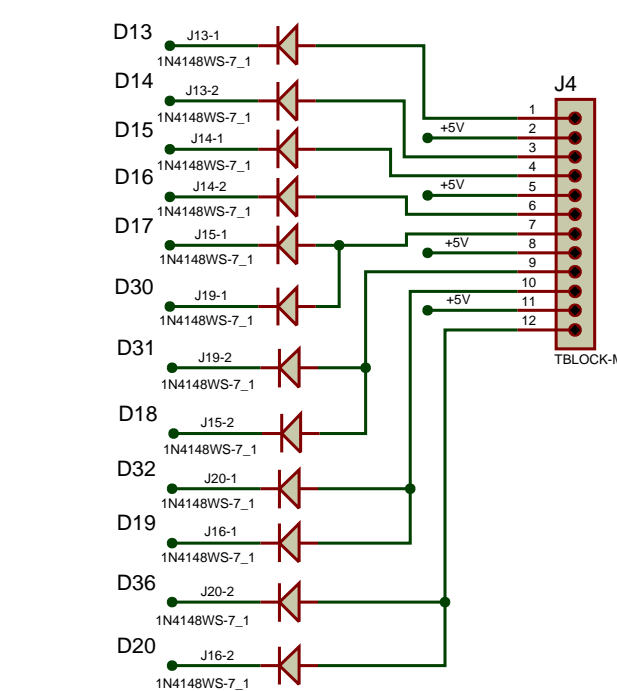 D13
J13-1
1N4148WS-7_1
D14
J13-2
1N4148WS-7_1
D15
J14-1
1N4148WS-7_1
D16
J14-2
1N4148WS-7_1
D17
J15-1
1N4148WS-7_1
D30
J19-1
1N4148WS-7_1
D31
J19-2
1N4148WS-7_1
D18
J15-2
1N4148WS-7_1
D32
J20-1
1N4148WS-7_1
D19
J16-1
1N4148WS-7_1
D36
J20-2
1N4148WS-7_1
D20
J16-2
1N4148WS-7_1
J4
1
+5V 2
3
4
+5V 5
6
7
+5V 8
9
10
+5V 11
12
TBLOCK-M